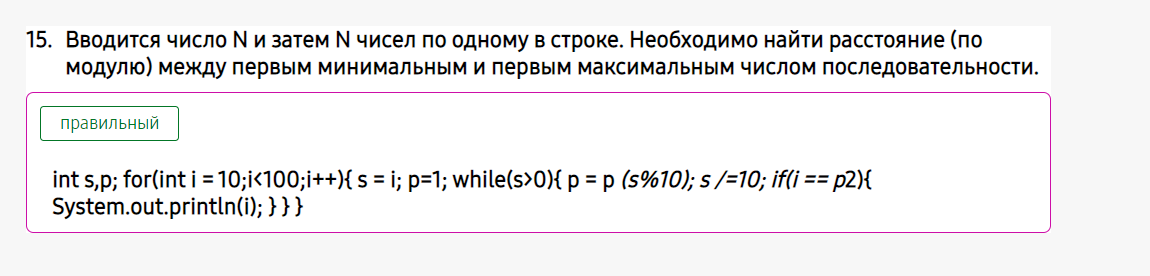 15. Вводится число N и затем N чисел по одному в строке. Необходимо найти расстояние (по
модулю) между первым минимальным и первым максимальным числом последовательности.
правильный
int s,p; for(int i = 10;i<100;i++){ s = i; p=1; while(s>0){ p = p (s%10); s /=10; if(i == p2){
System.out.println(i); } } }